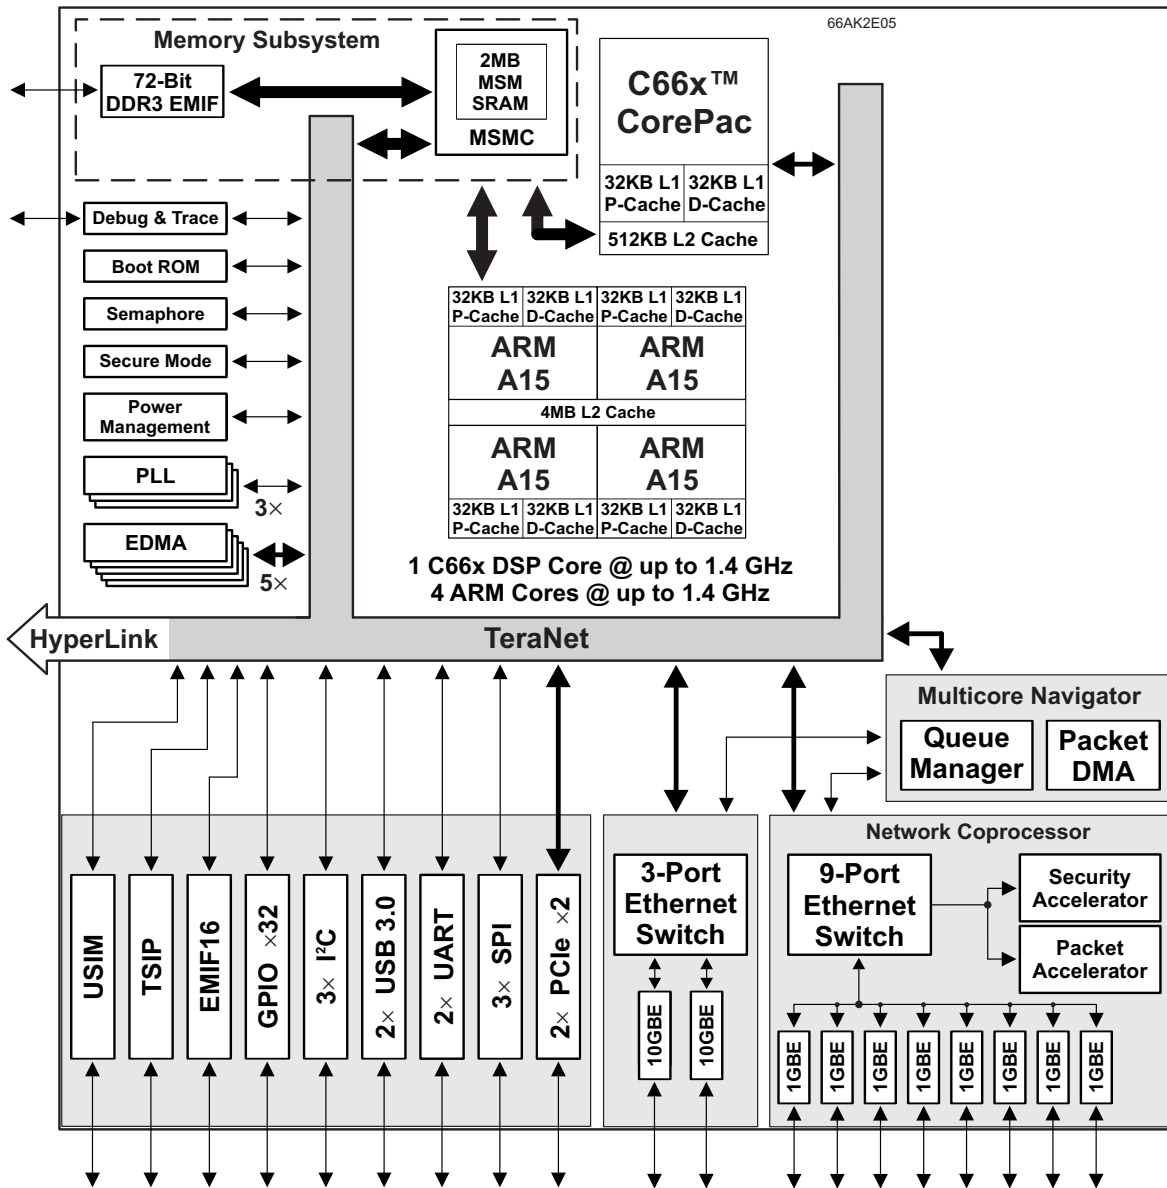 66AK2E05
Memory Subsystem
72-Bit
DDR3 EMIF
2MB
MSM
SRAM
MSMC
C66x™
CorePac
32KB L1
P-Cache
32KB L1
D-Cache
512KB L2 Cache
Debug & Trace
Boot ROM
Semaphore
Secure Mode
Power
Management
PLL
3×
EDMA
5×
32KB L1
P-Cache
32KB L1
D-Cache
32KB L1
P-Cache
32KB L1
D-Cache
ARM
A15
ARM
A15
4MB L2 Cache
ARM
A15
ARM
A15
32KB L1
P-Cache
32KB L1
D-Cache
32KB L1
P-Cache
32KB L1
D-Cache
1 C66x DSP Core @ up to 1.4 GHz
4 ARM Cores @ up to 1.4 GHz
HyperLink
TeraNet
Multicore Navigator
Queue
Manager
Packet
DMA
USIM
TSIP
EMIF16
GPIO ×32
3× I²C
2× USB 3.0
2× UART
3× SPI
2× PCIe ×2
3-Port
Ethernet
Switch
10GBE
10GBE
Network Coprocessor
9-Port
Ethernet
Switch
Security
Accelerator
Packet
Accelerator
1GBE
1GBE
1GBE
1GBE
1GBE
1GBE
1GBE
1GBE